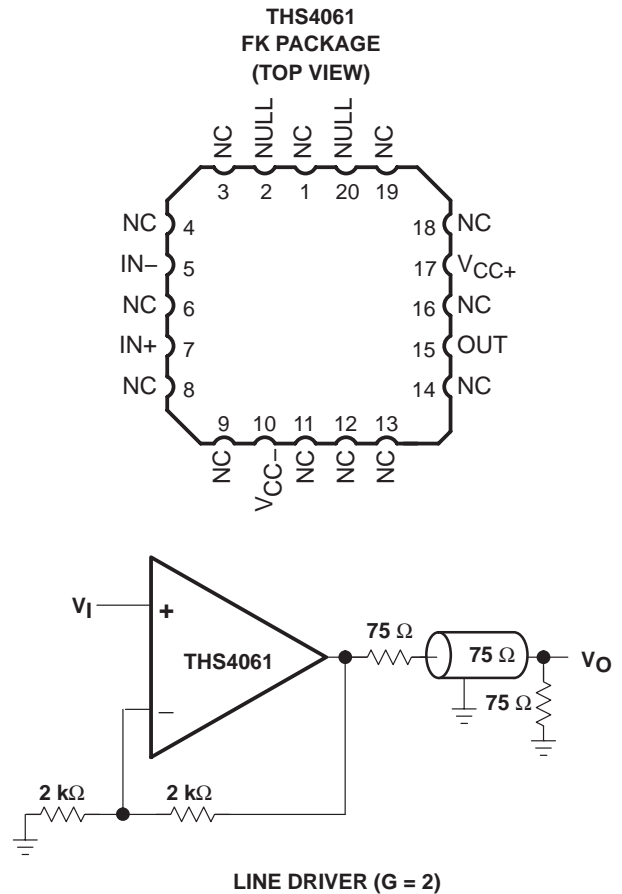 THS4061
FK PACKAGE
(TOP VIEW)
NC NULL NC NULL NC
3 2 1 20 19
NC 4 18 NC
IN− 5 17 VCC+
NC 6 16 NC
IN+ 7 15 OUT
NC 8 14 NC
9 10 11 12 13
NC VCC− NC NC NC
VI + 75 Ω 75 Ω VO
THS4061
75 Ω
−
2 kΩ 2 kΩ
LINE DRIVER (G = 2)